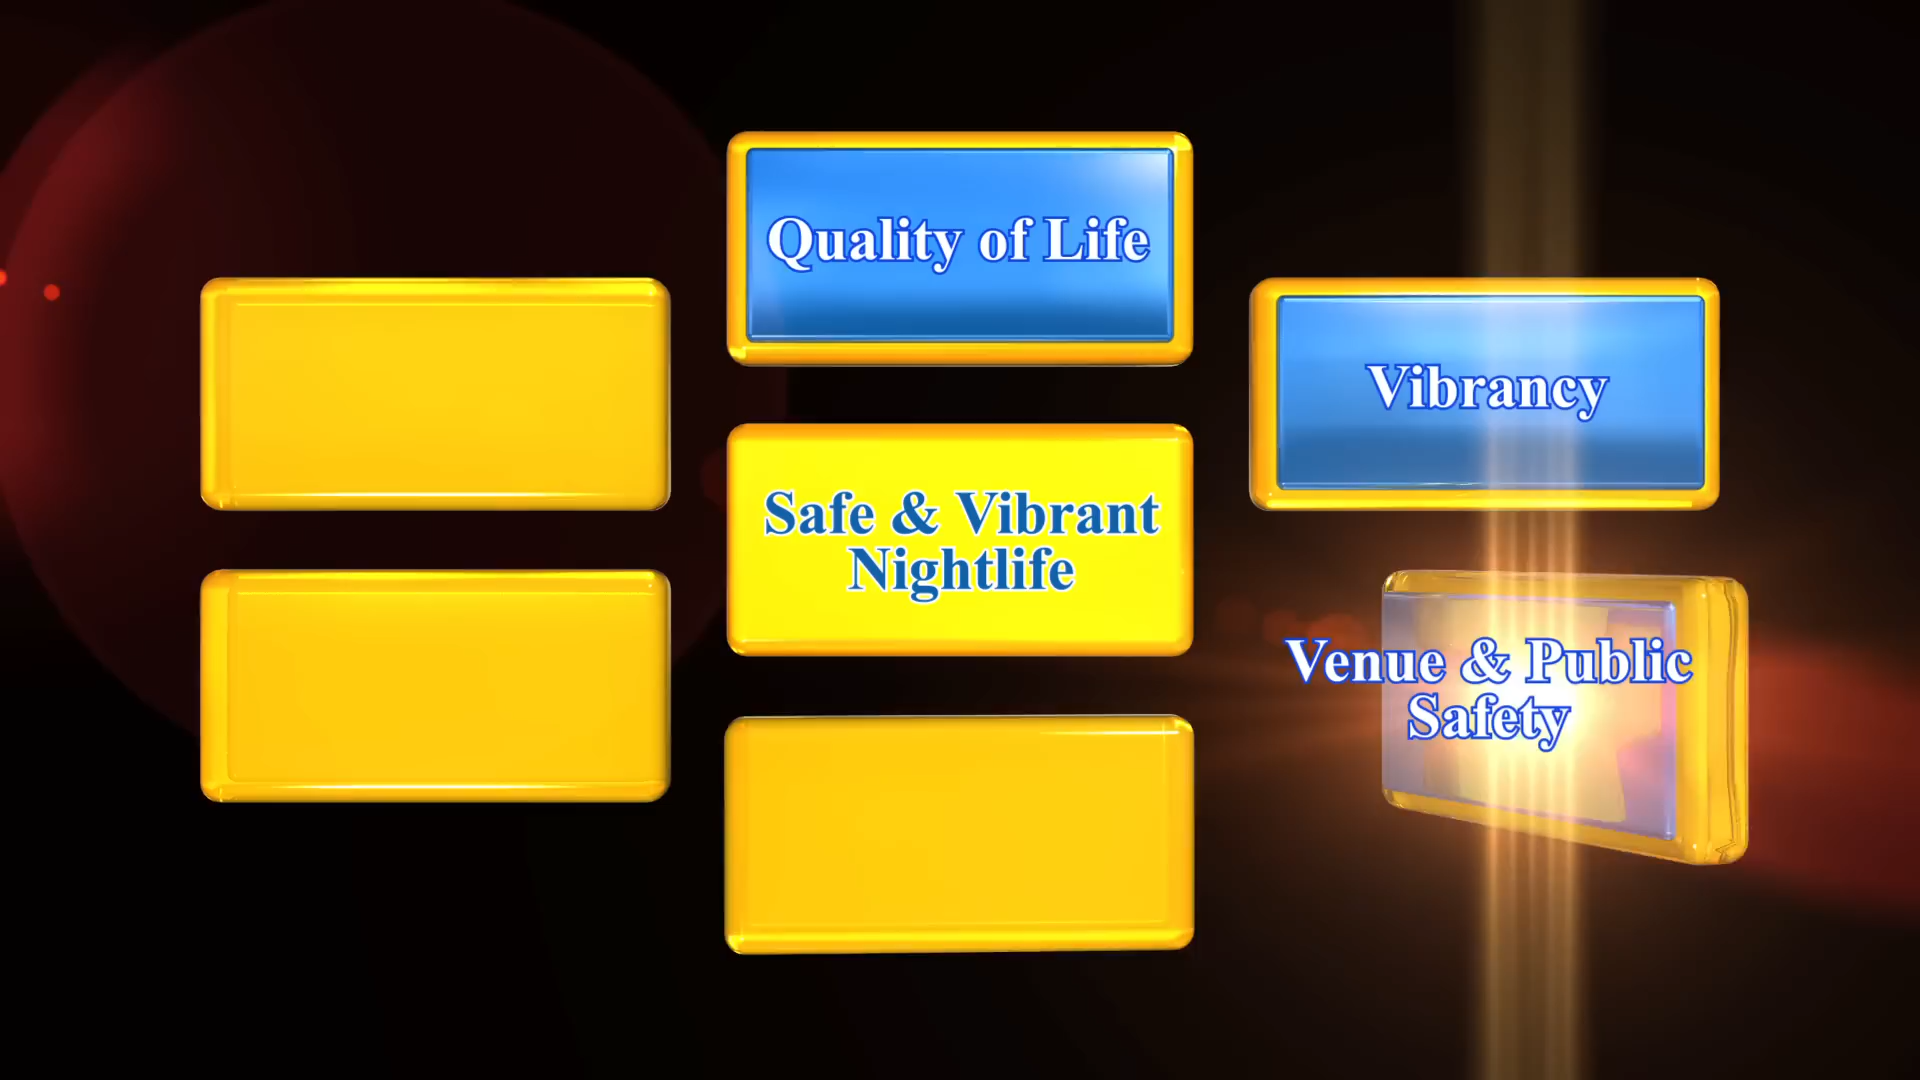 Quality of Life
Vibrancy
Safe & Vibrant
Nightlife
Venue & Public
Safety